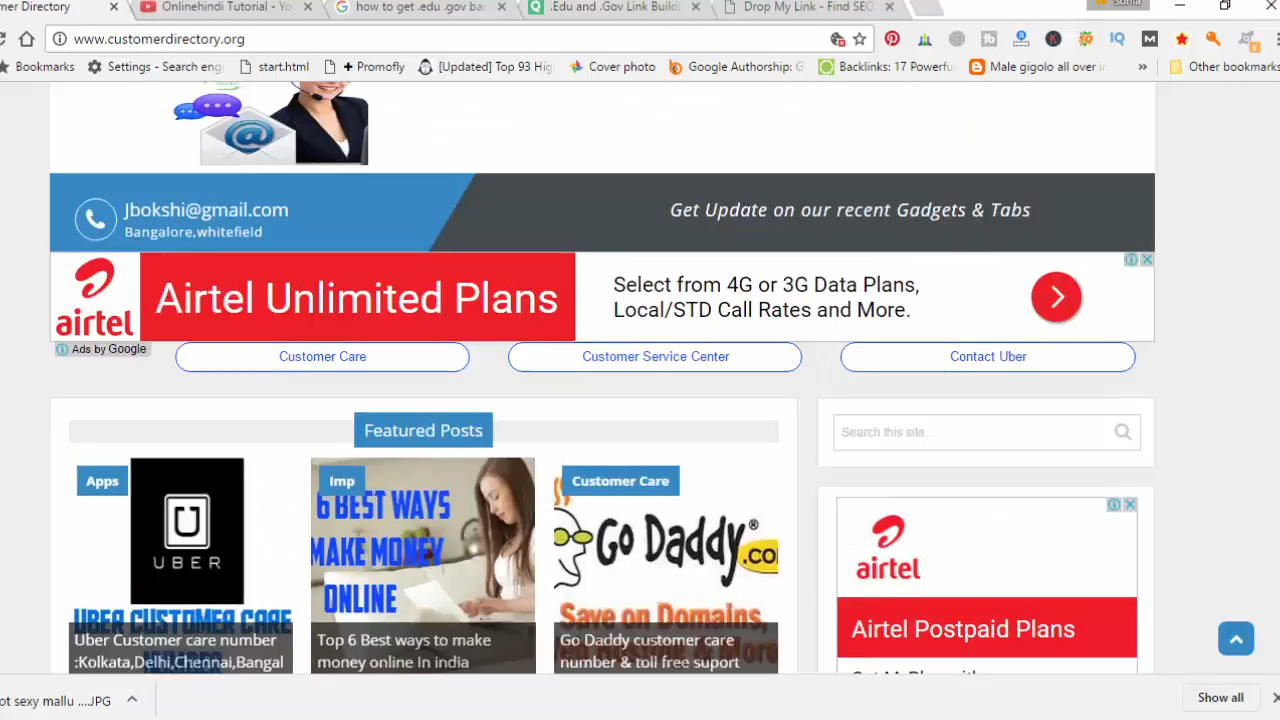 mer Directory
Onlinehindi Tutorial - Yo
how to get .edu .gov bac
.Edu and .Gov Link Buildi
Drop My Link - Find SEO
www.customerdirectory.org
Bookmarks
Settings - Search eng
start.html
+ Promofly
[Updated] Top 93 Hig
Cover photo
Google Authorship: G
Backlinks: 17 Powerfu
Male gigolo all over i
Other bookmarks
Jbokshi@gmail.com
Bangalore,whitefield
Get Update on our recent Gadgets & Tabs
airtel
Airtel Unlimited Plans
Select from 4G or 3G Data Plans,
Local/STD Call Rates and More.
Ads by Google
Customer Care
Customer Service Center
Contact Uber
Featured Posts
Search this site...
Apps
UBER
UBER CUSTOMER CARE
Uber Customer care number
:Kolkata,Delhi,Chennai,Bangal
Imp
6 BEST WAYS
MAKE MONEY
ONLINE
Top 6 Best ways to make
money online In india
Customer Care
Go Daddy®
.co
Save on Domains,
Go Daddy customer care
number & toll free suport
airtel
Airtel Postpaid Plans
ot sexy mallu ....JPG
Show all